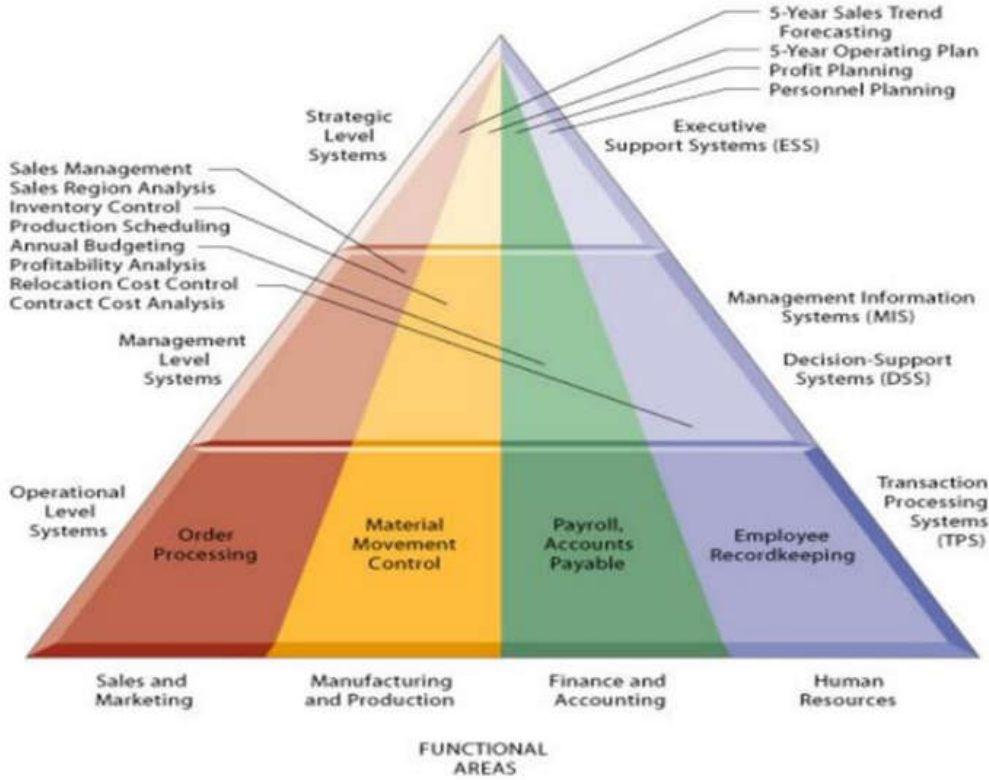 5-Year Sales Trend
Forecasting
5-Year Operating Plan
Profit Planning
Personnel Planning
Strategic
Level
Systems
Executive
Support Systems (ESS)
Sales Management
Sales Region Analysis
Inventory Control
Production Scheduling
Annual Budgeting
Profitability Analysis
Relocation Cost Control
Contract Cost Analysis
Management
Level
Systems
Management Information
Systems (MIS)
Decision-Support
Systems (DSS)
Operational
Level
Systems
Order
Processing
Material
Movement
Control
Payroll,
Accounts
Payable
Employee
Recordkeeping
Transaction
Processing
Systems
(TPS)
Sales and
Marketing
Manufacturing
and Production
Finance and
Accounting
Human
Resources
FUNCTIONAL
AREAS